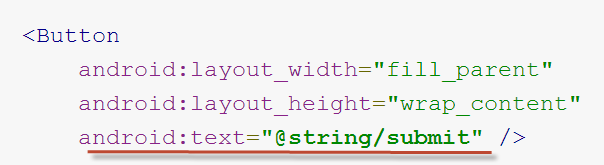 <Button
android:layout_width="fill_parent"
android:layout_height="wrap_content"
android:text="@string/submit" />